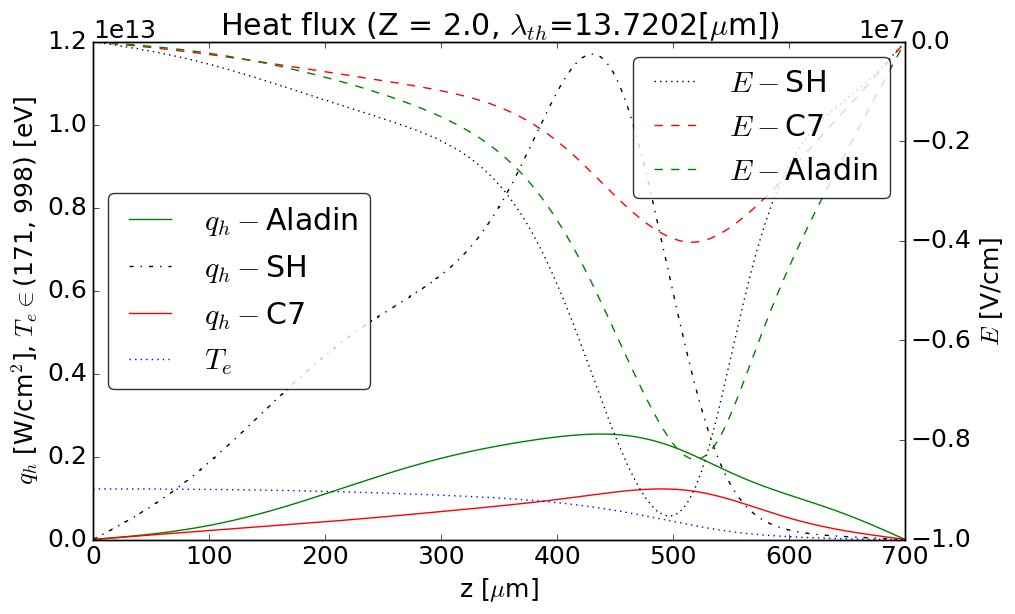 Heat flux (Z = 2.0, λ_th=13.7202[μm])
1e13
1e7
1.2
1.0
0.8
0.6
0.4
0.2
0.0
q_h [W/cm²], T_e ∈ (171, 998) [eV]
q_h − Aladin
q_h − SH
q_h − C7
T_e
E − SH
E − C7
E − Aladin
0.0
−0.2
−0.4
−0.6
−0.8
−1.0
E [V/cm]
0 100 200 300 400 500 600 700
z [μm]